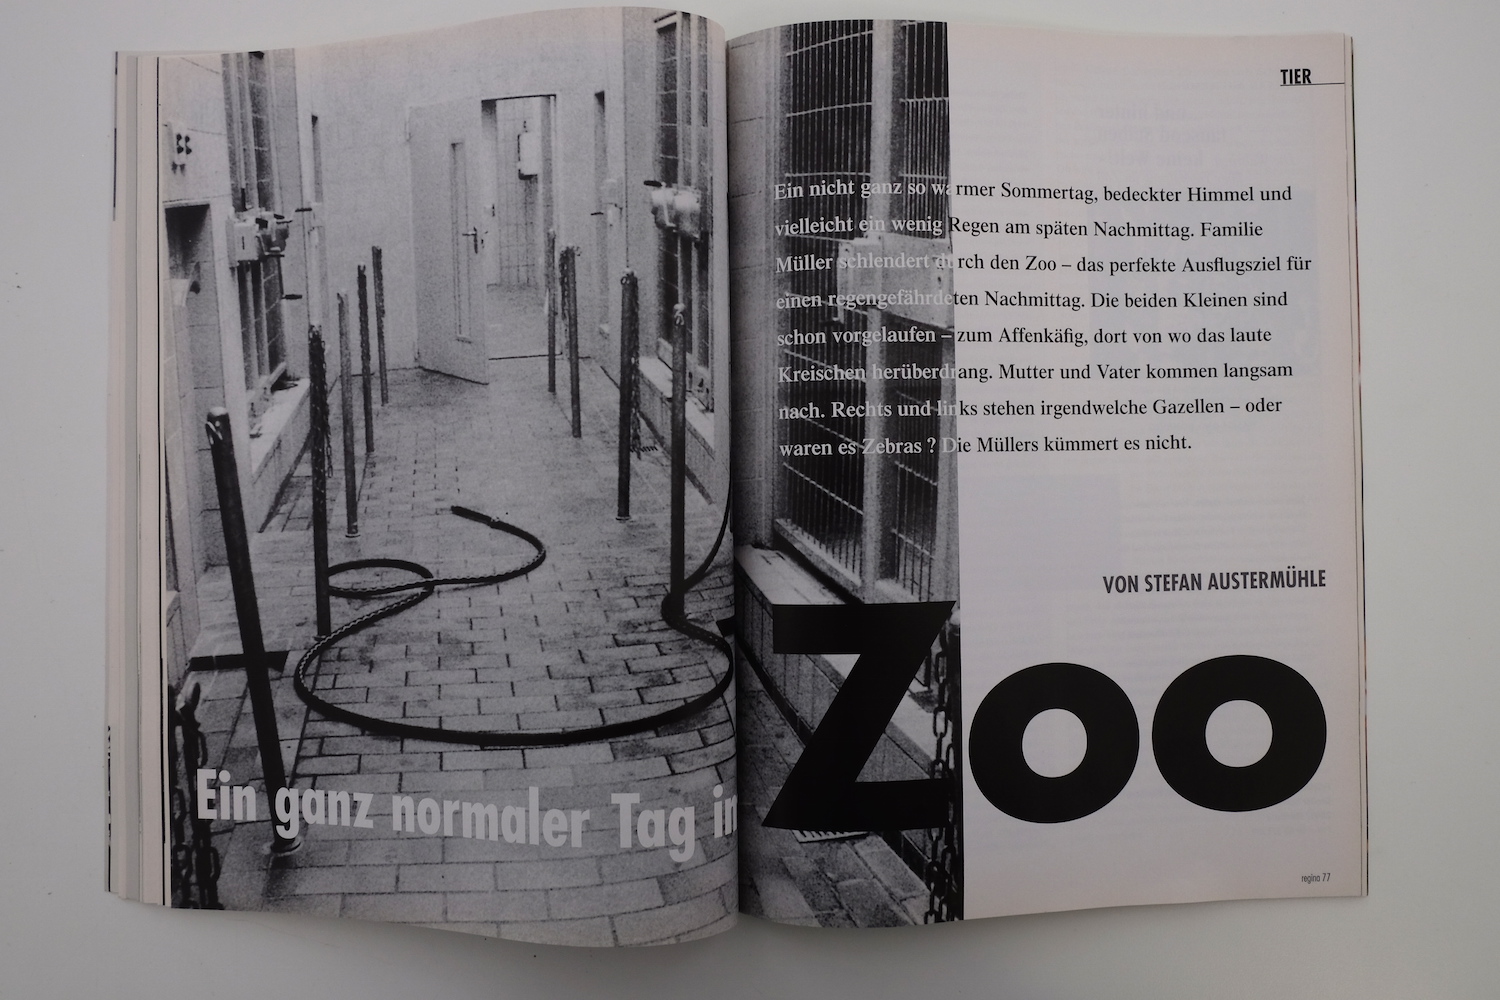 TIER
Ein nicht ganz so warmer Sommertag, bedeckter Himmel und
vielleicht ein wenig Regen am späten Nachmittag. Familie
Müller schlendert durch den Zoo – das perfekte Ausflugsziel für
einen regengefährdeten Nachmittag. Die beiden Kleinen sind
schon vorgelaufen – zum Affenkäfig, dort von wo das laute
Kreischen herüberdrang. Mutter und Vater kommen langsam
nach. Rechts und links stehen irgendwelche Gazellen – oder
waren es Zebras ? Die Müllers kümmert es nicht.
VON STEFAN AUSTERMÜHLE
Ein ganz normaler Tag im
Zoo
regina 77